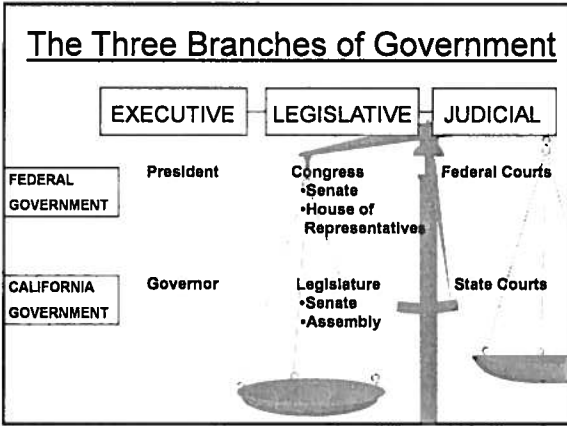 The Three Branches of Government
EXECUTIVE LEGISLATIVE JUDICIAL
FEDERAL GOVERNMENT
President
Congress
•Senate
•House of
Representatives
Federal Courts
CALIFORNIA GOVERNMENT
Governor
Legislature
•Senate
•Assembly
State Courts